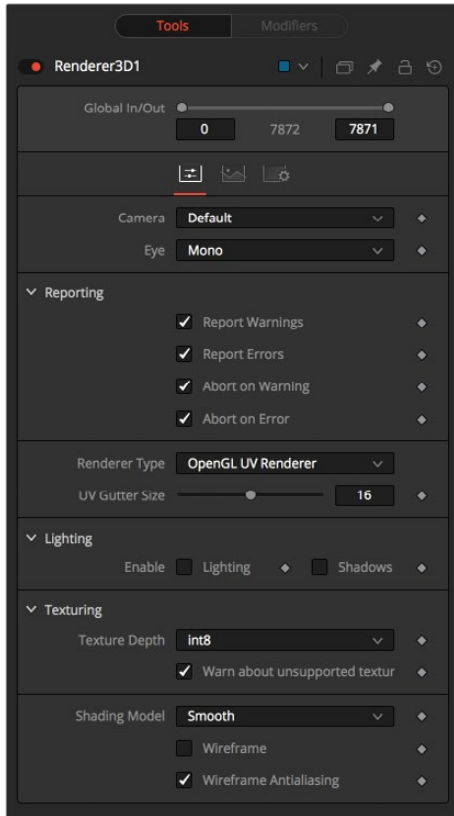 Tools Modifiers
Renderer3D1
Global In/Out
0 7872 7871
Camera Default
Eye Mono
Reporting
Report Warnings
Report Errors
Abort on Warning
Abort on Error
Renderer Type OpenGL UV Renderer
UV Gutter Size 16
Lighting
Enable Lighting Shadows
Texturing
Texture Depth int8
Warn about unsupported textur
Shading Model Smooth
Wireframe
Wireframe Antialiasing